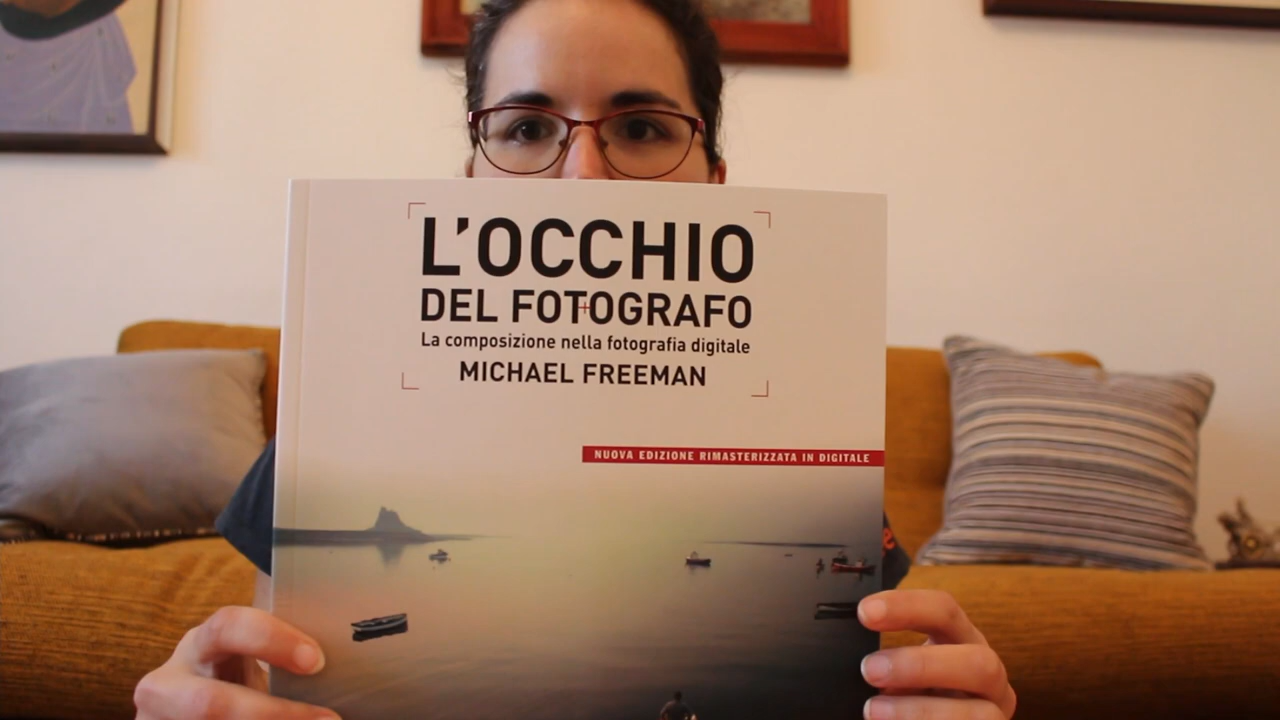 L'OCCHIO
DEL FOTOGRAFO
La composizione nella fotografia digitale
MICHAEL FREEMAN
NUOVA EDIZIONE RIMASTERIZZATA IN DIGITALE